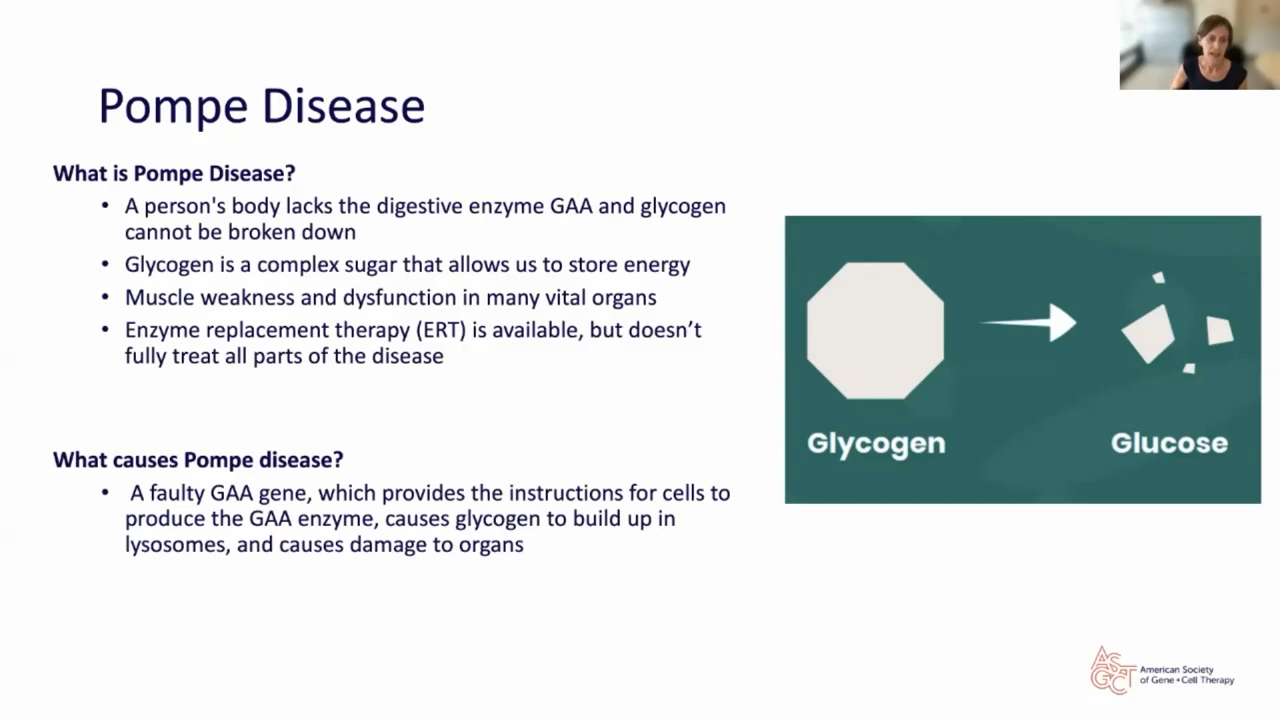 Pompe Disease
What is Pompe Disease?
• A person's body lacks the digestive enzyme GAA and glycogen
cannot be broken down
• Glycogen is a complex sugar that allows us to store energy
• Muscle weakness and dysfunction in many vital organs
• Enzyme replacement therapy (ERT) is available, but doesn’t
fully treat all parts of the disease
What causes Pompe disease?
• A faulty GAA gene, which provides the instructions for cells to
produce the GAA enzyme, causes glycogen to build up in
lysosomes, and causes damage to organs
Glycogen
Glucose
ASGCT
American Society
of Gene + Cell Therapy